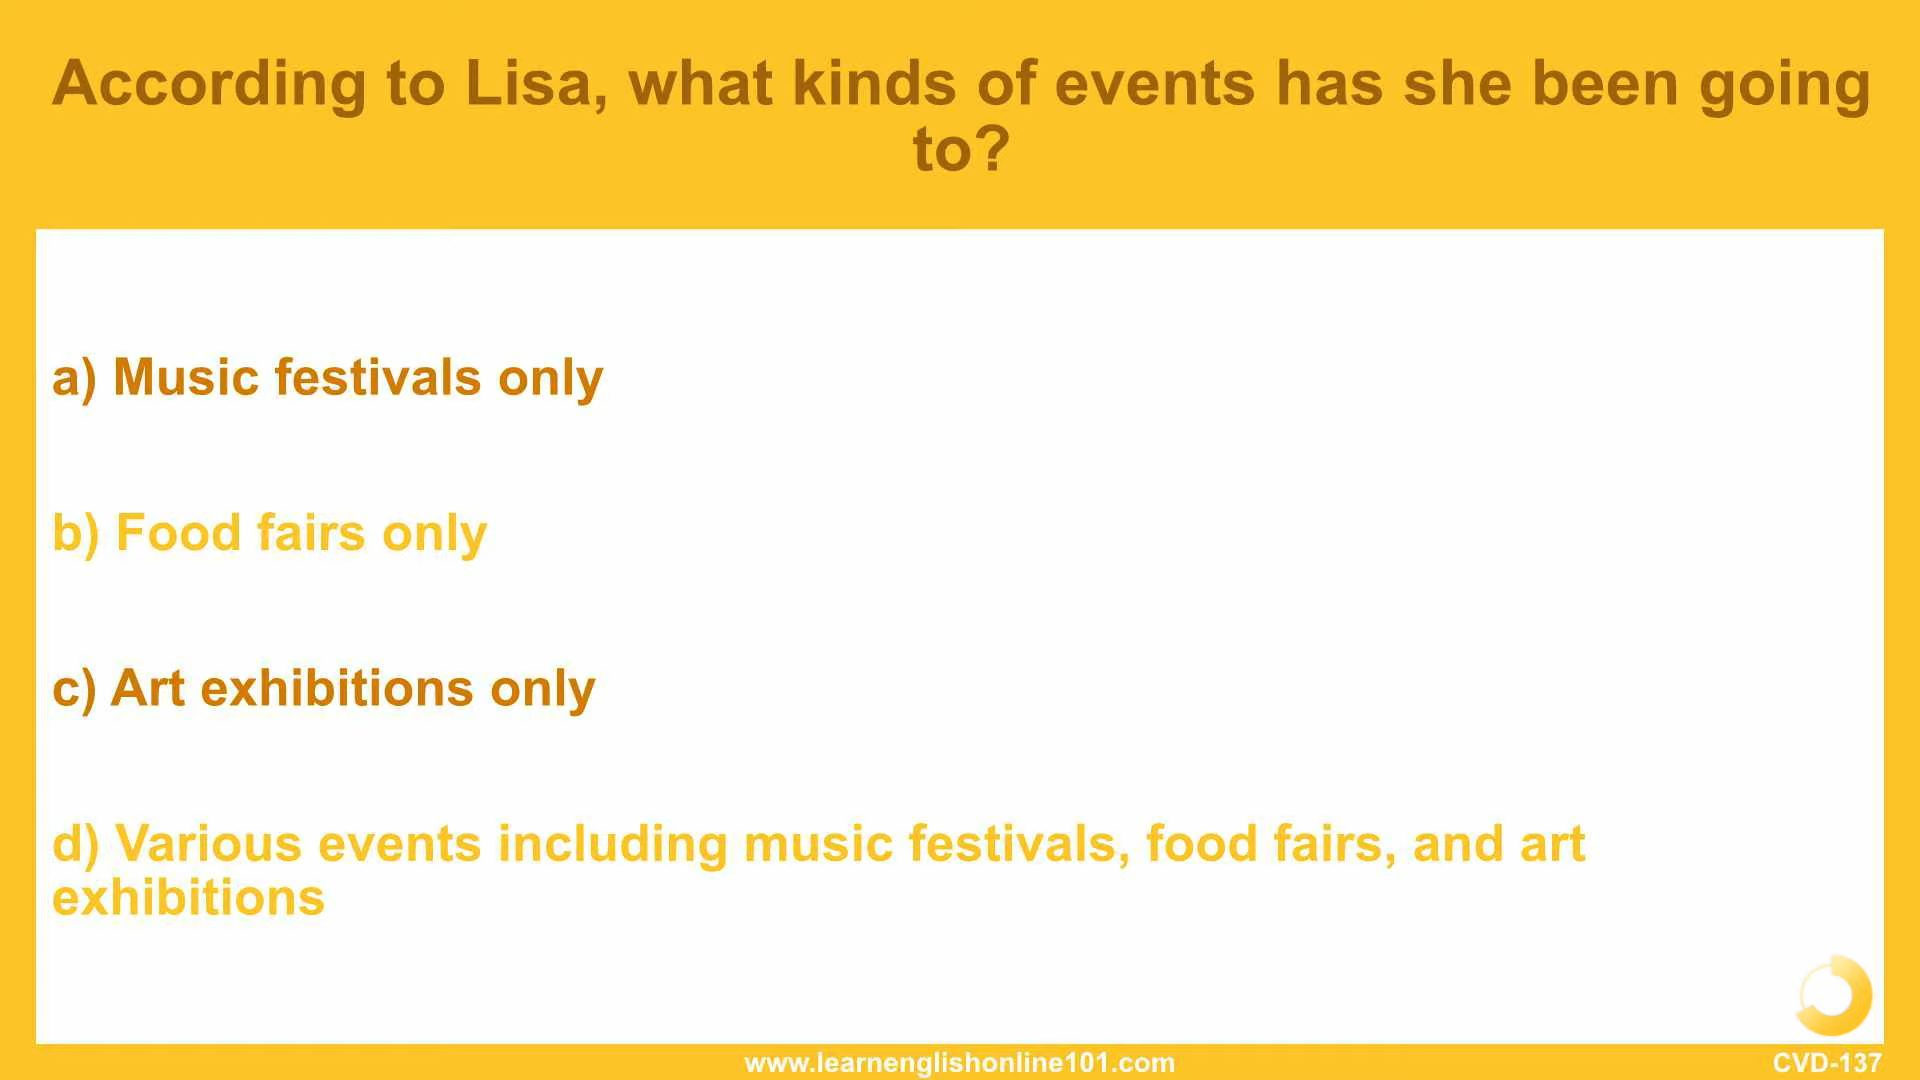 According to Lisa, what kinds of events has she been going
to?
a) Music festivals only
b) Food fairs only
c) Art exhibitions only
d) Various events including music festivals, food fairs, and art
exhibitions
www.learnenglishonline101.com
CVD-137